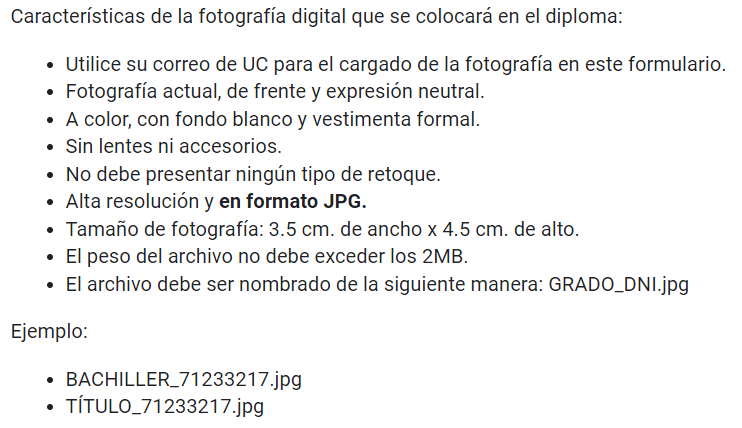 Características de la fotografía digital que se colocará en el diploma:
• Utilice su correo de UC para el cargado de la fotografía en este formulario.
• Fotografía actual, de frente y expresión neutral.
• A color, con fondo blanco y vestimenta formal.
• Sin lentes ni accesorios.
• No debe presentar ningún tipo de retoque.
• Alta resolución y en formato JPG.
• Tamaño de fotografía: 3.5 cm. de ancho x 4.5 cm. de alto.
• El peso del archivo no debe exceder los 2MB.
• El archivo debe ser nombrado de la siguiente manera: GRADO_DNI.jpg
Ejemplo:
• BACHILLER_71233217.jpg
• TÍTULO_71233217.jpg